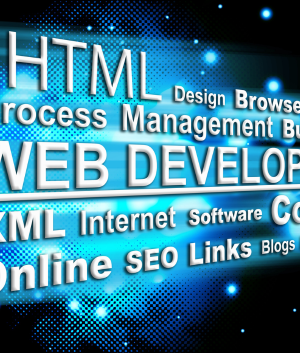 HTML Design Browse
rocess Management Bu
WEB DEVELOP
XML Internet Software Co
Online SEO Links Blogs